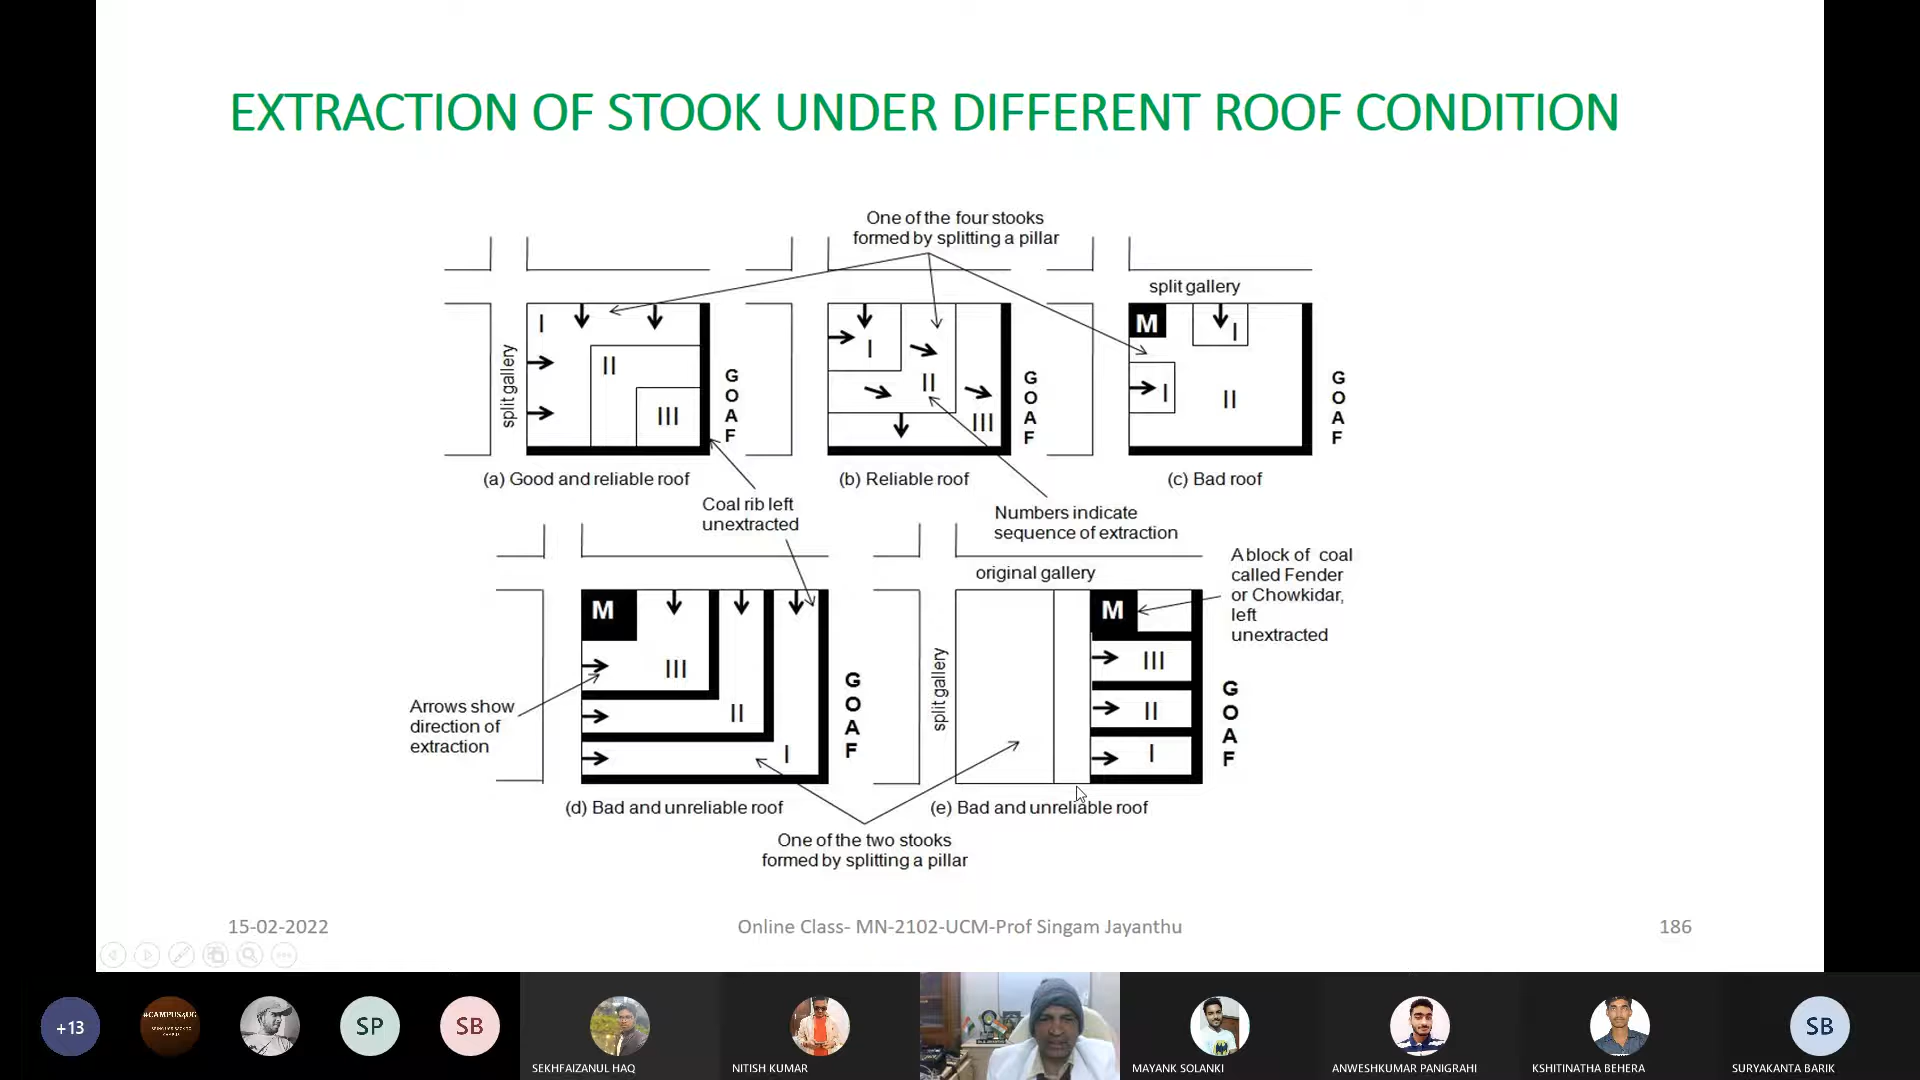 EXTRACTION OF STOOK UNDER DIFFERENT ROOF CONDITION
One of the four stooks
formed by splitting a pillar
split gallery
I
II
III
split gallery
G
O
A
F
I
II
III
G
O
A
F
M
I
I
II
G
O
A
F
(a) Good and reliable roof
(b) Reliable roof
(c) Bad roof
Coal rib left
unextracted
Numbers indicate
sequence of extraction
original gallery
A block of coal
called Fender
or Chowkidar,
left
unextracted
M
III
II
I
G
O
A
F
split gallery
M
III
II
I
G
O
A
F
Arrows show
direction of
extraction
(d) Bad and unreliable roof
(e) Bad and unreliable roof
One of the two stooks
formed by splitting a pillar
15-02-2022
Online Class- MN-2102-UCM-Prof Singam Jayanthu
186
+13
#CAMPUS4UG
SP
SB
SB
SEKHFAIZANUL HAQ
NITISH KUMAR
MAYANK SOLANKI
ANWESHKUMAR PANIGRAHI
KSHITINATHA BEHERA
SURYAKANTA BARIK